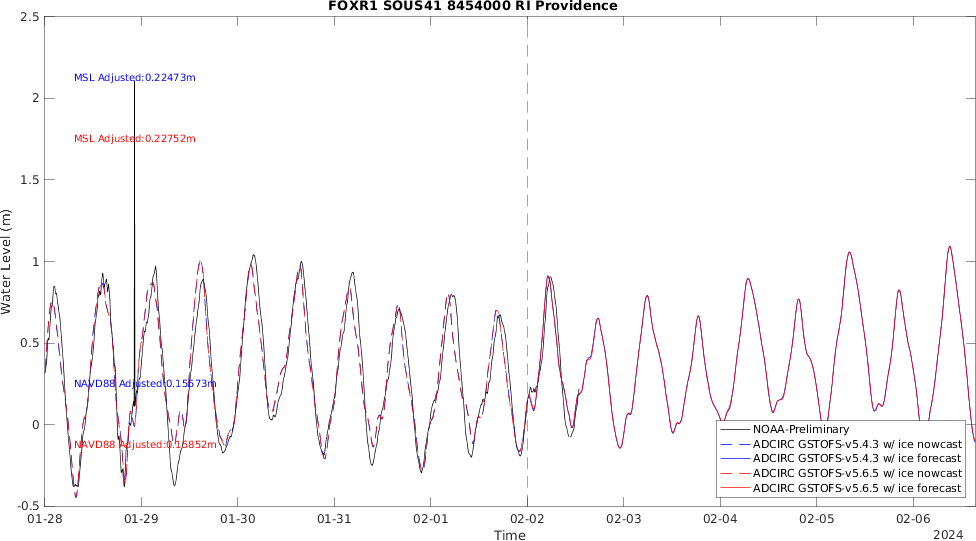 FOXR1 SOUS41 8454000 RI Providence
2.5
MSL Adjusted:0.22473m
2
MSL Adjusted:0.22752m
1.5
Water Level (m)
1
0.5
NAVD88 Adjusted:0.15573m
0
NAVD88 Adjusted:0.15852m
-0.5
NOAA-Preliminary
ADCIRC GSTOFS-v5.4.3 w/ ice nowcast
ADCIRC GSTOFS-v5.4.3 w/ ice forecast
ADCIRC GSTOFS-v5.6.5 w/ ice nowcast
ADCIRC GSTOFS-v5.6.5 w/ ice forecast
01-28 01-29 01-30 01-31 02-01 02-02 02-03 02-04 02-05 02-06
Time
2024